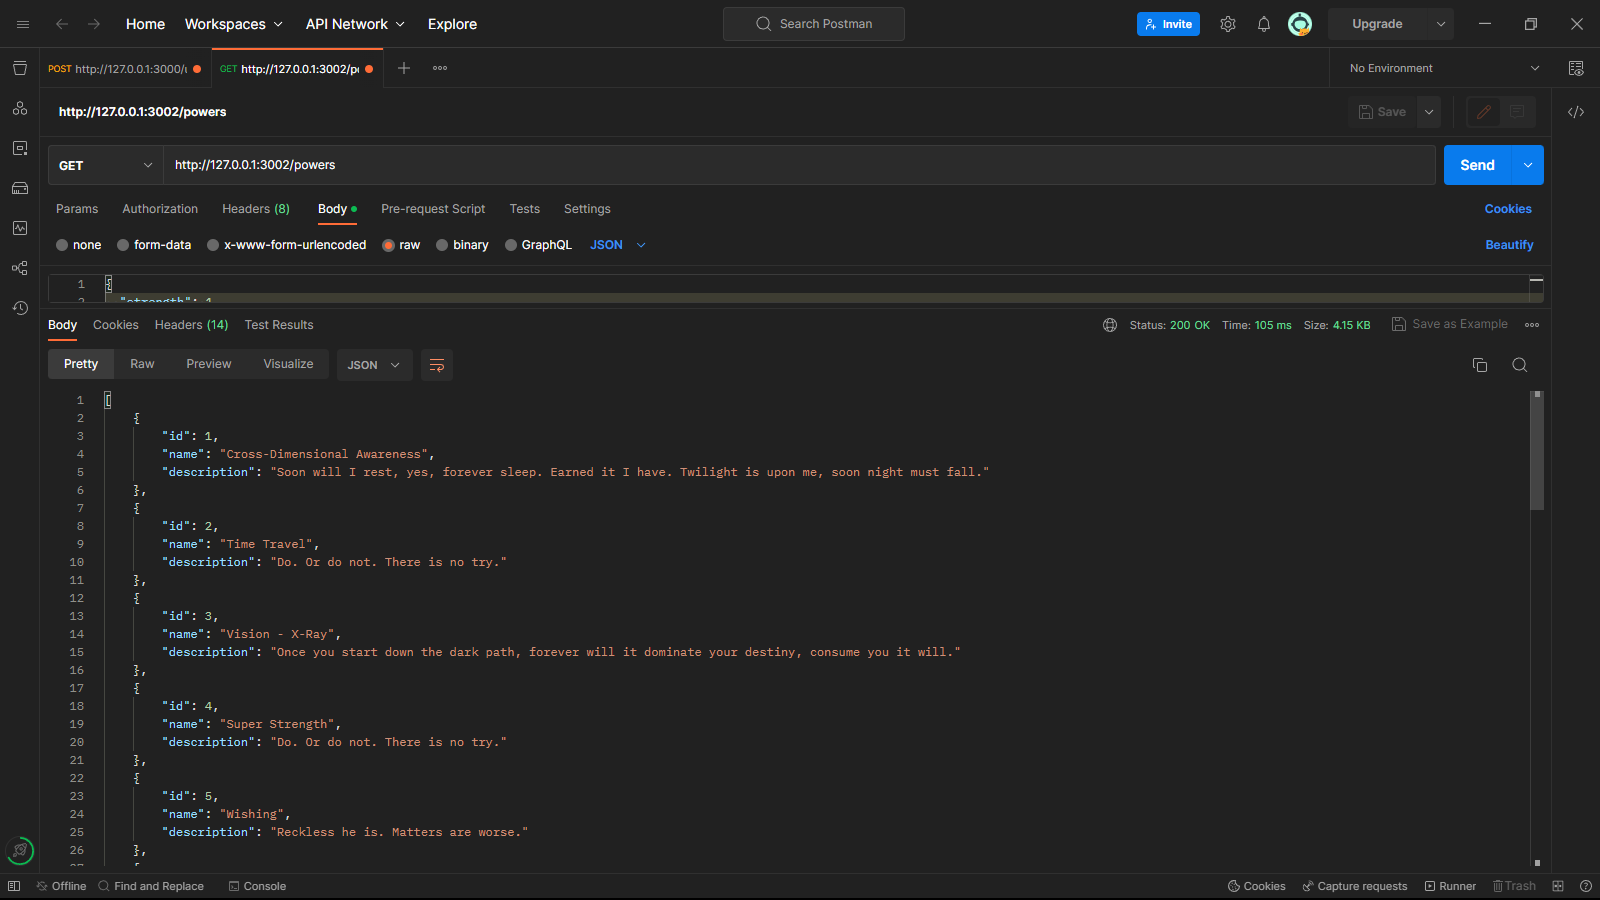 Home Workspaces API Network Explore Search Postman Invite Upgrade
POST http://127.0.0.1:3000/ GET http://127.0.0.1:3002/p No Environment
http://127.0.0.1:3002/powers Save
GET http://127.0.0.1:3002/powers Send
Params Authorization Headers (8) Body Pre-request Script Tests Settings Cookies
none form-data x-www-form-urlencoded raw binary GraphQL JSON Beautify
1 {
2 "strength": 1
Body Cookies Headers (14) Test Results Status: 200 OK Time: 105 ms Size: 4.15 KB Save as Example
Pretty Raw Preview Visualize JSON
1 [
2 {
3 "id": 1,
4 "name": "Cross-Dimensional Awareness",
5 "description": "Soon will I rest, yes, forever sleep. Earned it I have. Twilight is upon me, soon night must fall."
6 },
7 {
8 "id": 2,
9 "name": "Time Travel",
10 "description": "Do. Or do not. There is no try."
11 },
12 {
13 "id": 3,
14 "name": "Vision - X-Ray",
15 "description": "Once you start down the dark path, forever will it dominate your destiny, consume you it will."
16 },
17 {
18 "id": 4,
19 "name": "Super Strength",
20 "description": "Do. Or do not. There is no try."
21 },
22 {
23 "id": 5,
24 "name": "Wishing",
25 "description": "Reckless he is. Matters are worse."
26 },
Offline Find and Replace Console Cookies Capture requests Runner Trash